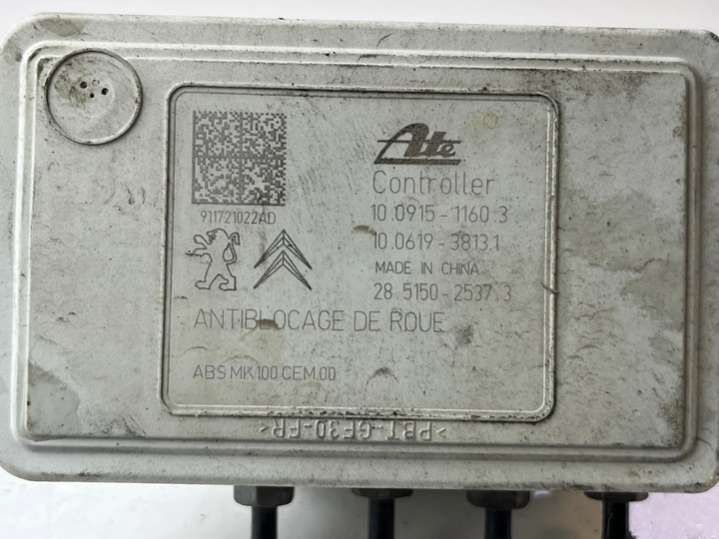 Ate
Controller
10.0915-1160.3
10.0619-3813.1
MADE IN CHINA
28.5150-2537.3
911721022AD
ANTIBLOCAGE DE ROUE
ABS MK100 CEM.00
>PBT-GF30-FR<